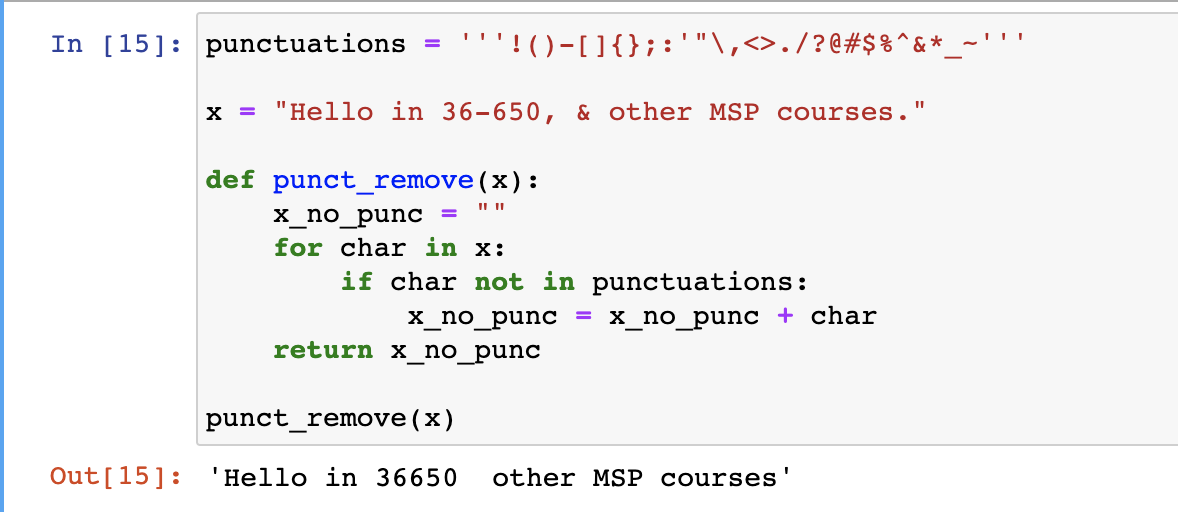 In [15]: punctuations = '''!()-[]{};:'"\,<>./?@#$%^&*_~'''
x = "Hello in 36-650, & other MSP courses."
def punct_remove(x):
    x_no_punc = ""
    for char in x:
        if char not in punctuations:
            x_no_punc = x_no_punc + char
    return x_no_punc
punct_remove(x)
Out[15]: 'Hello in 36650  other MSP courses'